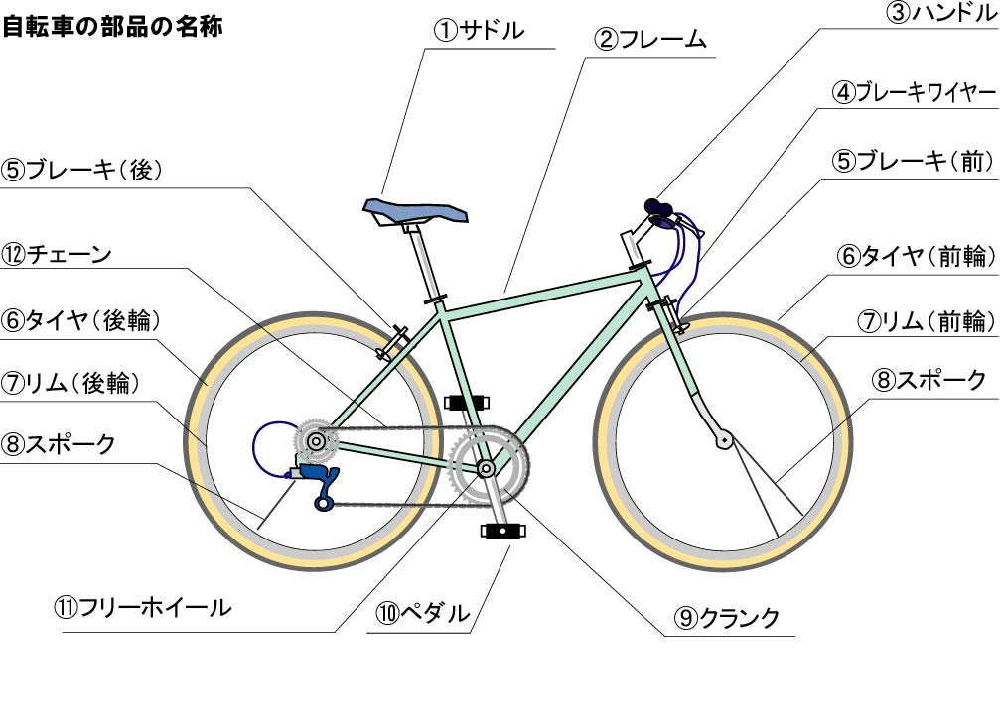 自転車の部品の名称
①サドル
②フレーム
③ハンドル
④ブレーキワイヤー
⑤ブレーキ（後）
⑤ブレーキ（前）
⑫チェーン
⑥タイヤ（前輪）
⑥タイヤ（後輪）
⑦リム（前輪）
⑦リム（後輪）
⑧スポーク
⑧スポーク
⑪フリーホイール
⑩ペダル
⑨クランク